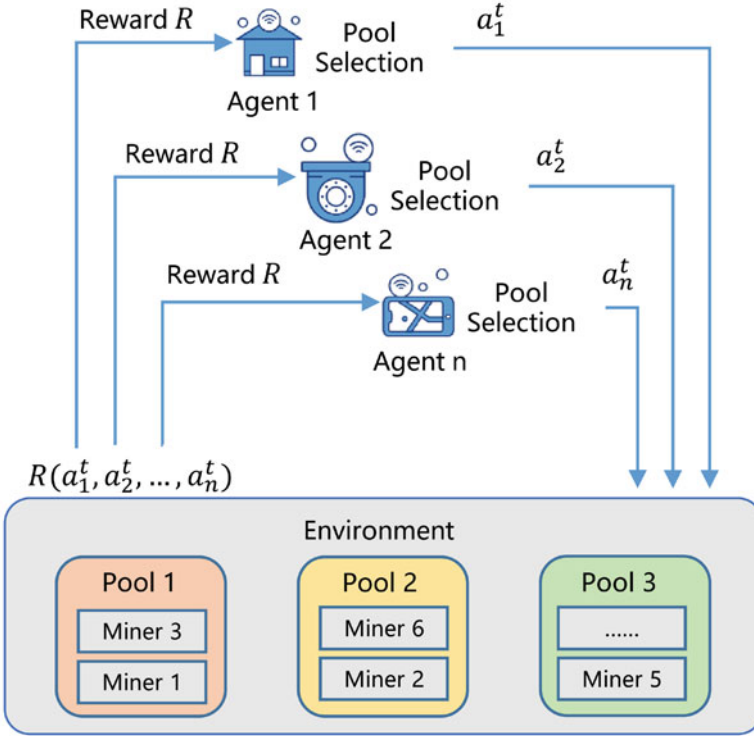 Reward R
Pool
Selection
a_1^t
Agent 1
Reward R
Pool
Selection
a_2^t
Agent 2
Reward R
Pool
Selection
a_n^t
Agent n
R(a_1^t, a_2^t, ..., a_n^t)
Environment
Pool 1
Miner 3
Miner 1
Pool 2
Miner 6
Miner 2
Pool 3
......
Miner 5